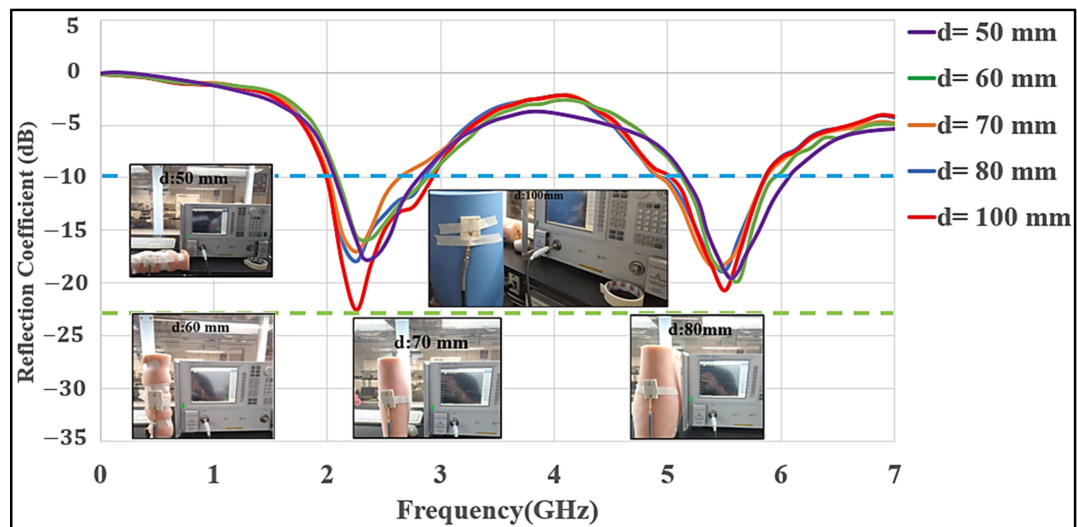 5
0
−5
−10
−15
−20
−25
−30
−35
Reflection Coefficient (dB)
0 1 2 3 4 5 6 7
Frequency(GHz)
d= 50 mm
d= 60 mm
d= 70 mm
d= 80 mm
d= 100 mm
d:50 mm
d:100mm
d:60 mm
d:70 mm
d:80mm